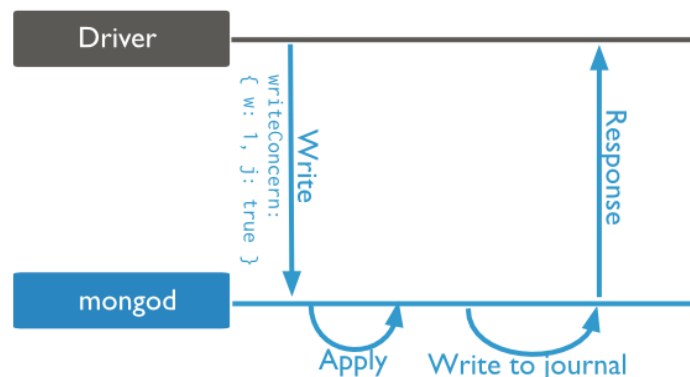 Driver
writeConcern:
{ w: 1, j: true }
Write
Response
mongod
Apply
Write to journal